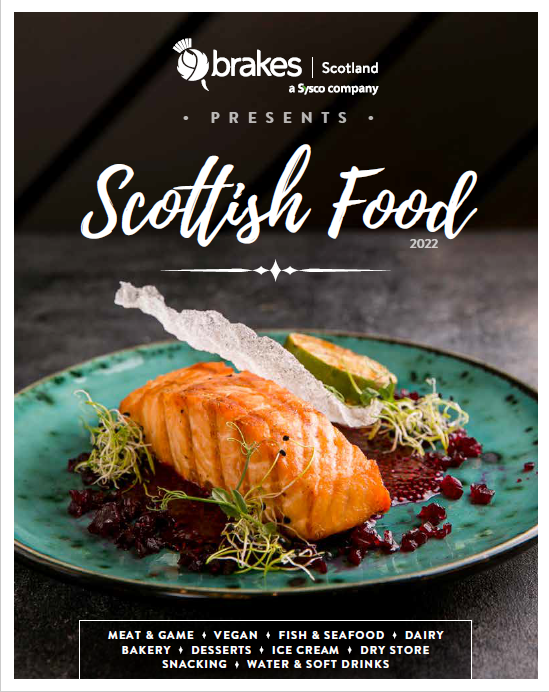 brakes | Scotland
a Sysco company
• PRESENTS •
Scottish Food
2022
MEAT & GAME ♦ VEGAN ♦ FISH & SEAFOOD ♦ DAIRY
BAKERY ♦ DESSERTS ♦ ICE CREAM ♦ DRY STORE
SNACKING ♦ WATER & SOFT DRINKS